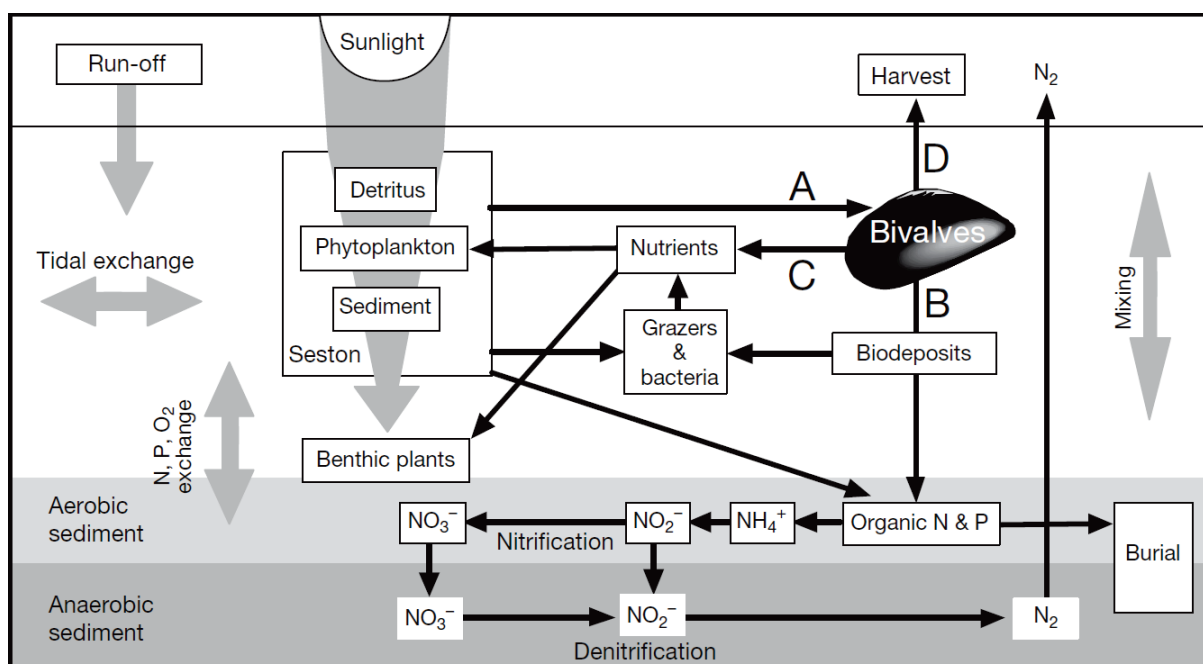 Sunlight
Run-off
Harvest
N₂
D
Detritus
A
Bivalves
Phytoplankton
Nutrients
Tidal exchange
C
B
Mixing
Sediment
Grazers
&
bacteria
Seston
Biodeposits
N, P, O₂
exchange
Benthic plants
Aerobic
sediment
NO₃⁻
NO₂⁻
NH₄⁺
Organic N & P
Nitrification
Burial
Anaerobic
sediment
NO₃⁻
NO₂⁻
N₂
Denitrification